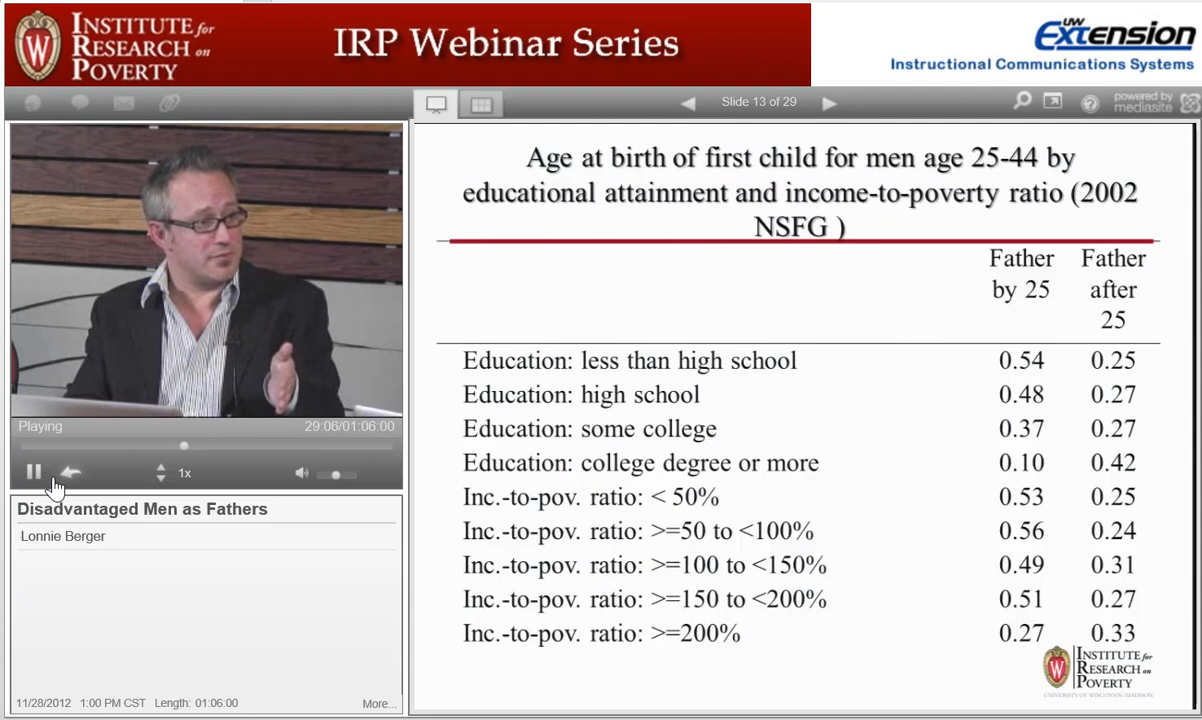 INSTITUTE for
RESEARCH on
POVERTY
IRP Webinar Series
UW
Extension
Instructional Communications Systems
Slide 13 of 29
powered by
mediasite
Age at birth of first child for men age 25-44 by
educational attainment and income-to-poverty ratio (2002
NSFG )
Father by 25 Father after 25
Education: less than high school 0.54 0.25
Education: high school 0.48 0.27
Education: some college 0.37 0.27
Education: college degree or more 0.10 0.42
Inc.-to-pov. ratio: < 50% 0.53 0.25
Inc.-to-pov. ratio: >=50 to <100% 0.56 0.24
Inc.-to-pov. ratio: >=100 to <150% 0.49 0.31
Inc.-to-pov. ratio: >=150 to <200% 0.51 0.27
Inc.-to-pov. ratio: >=200% 0.27 0.33
INSTITUTE for
RESEARCH on
POVERTY
UNIVERSITY OF WISCONSIN-MADISON
Playing 29:06/01:06:00
1x
Disadvantaged Men as Fathers
Lonnie Berger
11/28/2012 1:00 PM CST Length: 01:06:00 More...